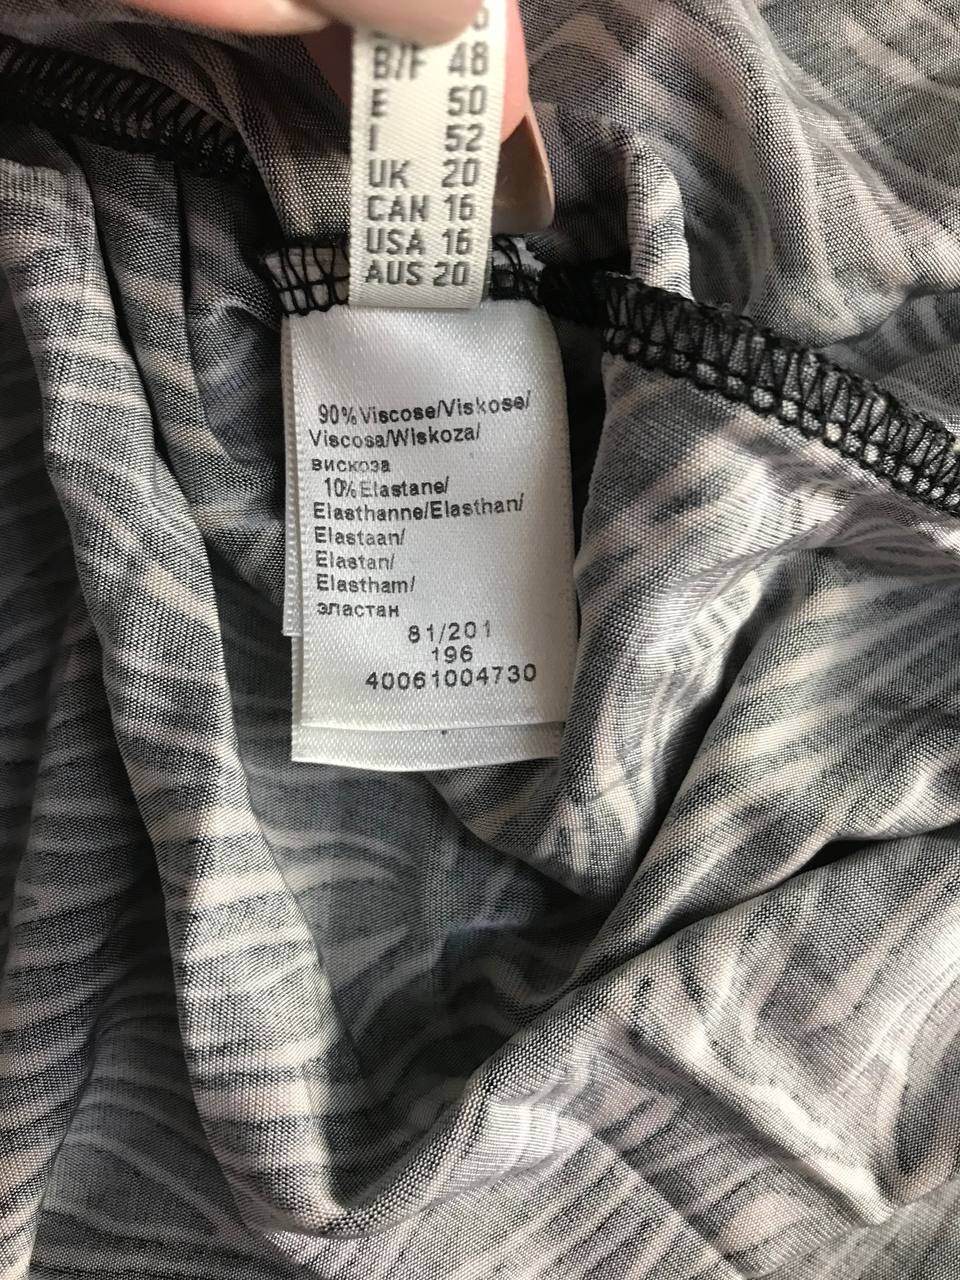 B/F 48
E 50
I 52
UK 20
CAN 16
USA 16
AUS 20
90% Viscose/Viskose/
Viscosa/Wiskoza/
вискоза
10% Elastane/
Elasthanne/Elasthan/
Elastaan/
Elastan/
Elastham/
эластан
81/201
196
40061004730